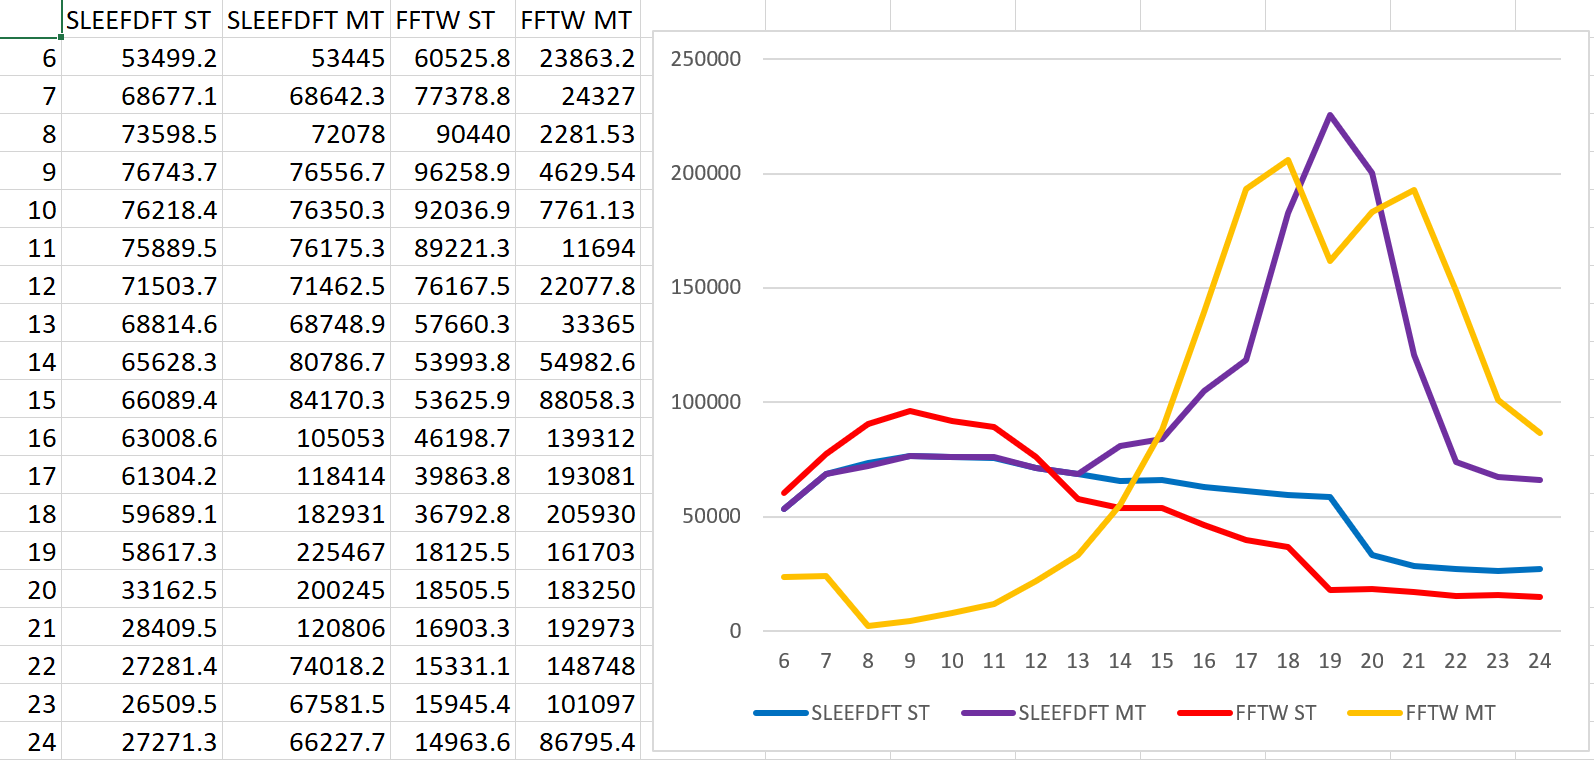 SLEEFDFT ST SLEEFDFT MT FFTW ST FFTW MT
6 53499.2 53445 60525.8 23863.2
7 68677.1 68642.3 77378.8 24327
8 73598.5 72078 90440 2281.53
9 76743.7 76556.7 96258.9 4629.54
10 76218.4 76350.3 92036.9 7761.13
11 75889.5 76175.3 89221.3 11694
12 71503.7 71462.5 76167.5 22077.8
13 68814.6 68748.9 57660.3 33365
14 65628.3 80786.7 53993.8 54982.6
15 66089.4 84170.3 53625.9 88058.3
16 63008.6 105053 46198.7 139312
17 61304.2 118414 39863.8 193081
18 59689.1 182931 36792.8 205930
19 58617.3 225467 18125.5 161703
20 33162.5 200245 18505.5 183250
21 28409.5 120806 16903.3 192973
22 27281.4 74018.2 15331.1 148748
23 26509.5 67581.5 15945.4 101097
24 27271.3 66227.7 14963.6 86795.4
250000
200000
150000
100000
50000
0
6 7 8 9 10 11 12 13 14 15 16 17 18 19 20 21 22 23 24
SLEEFDFT ST SLEEFDFT MT FFTW ST FFTW MT